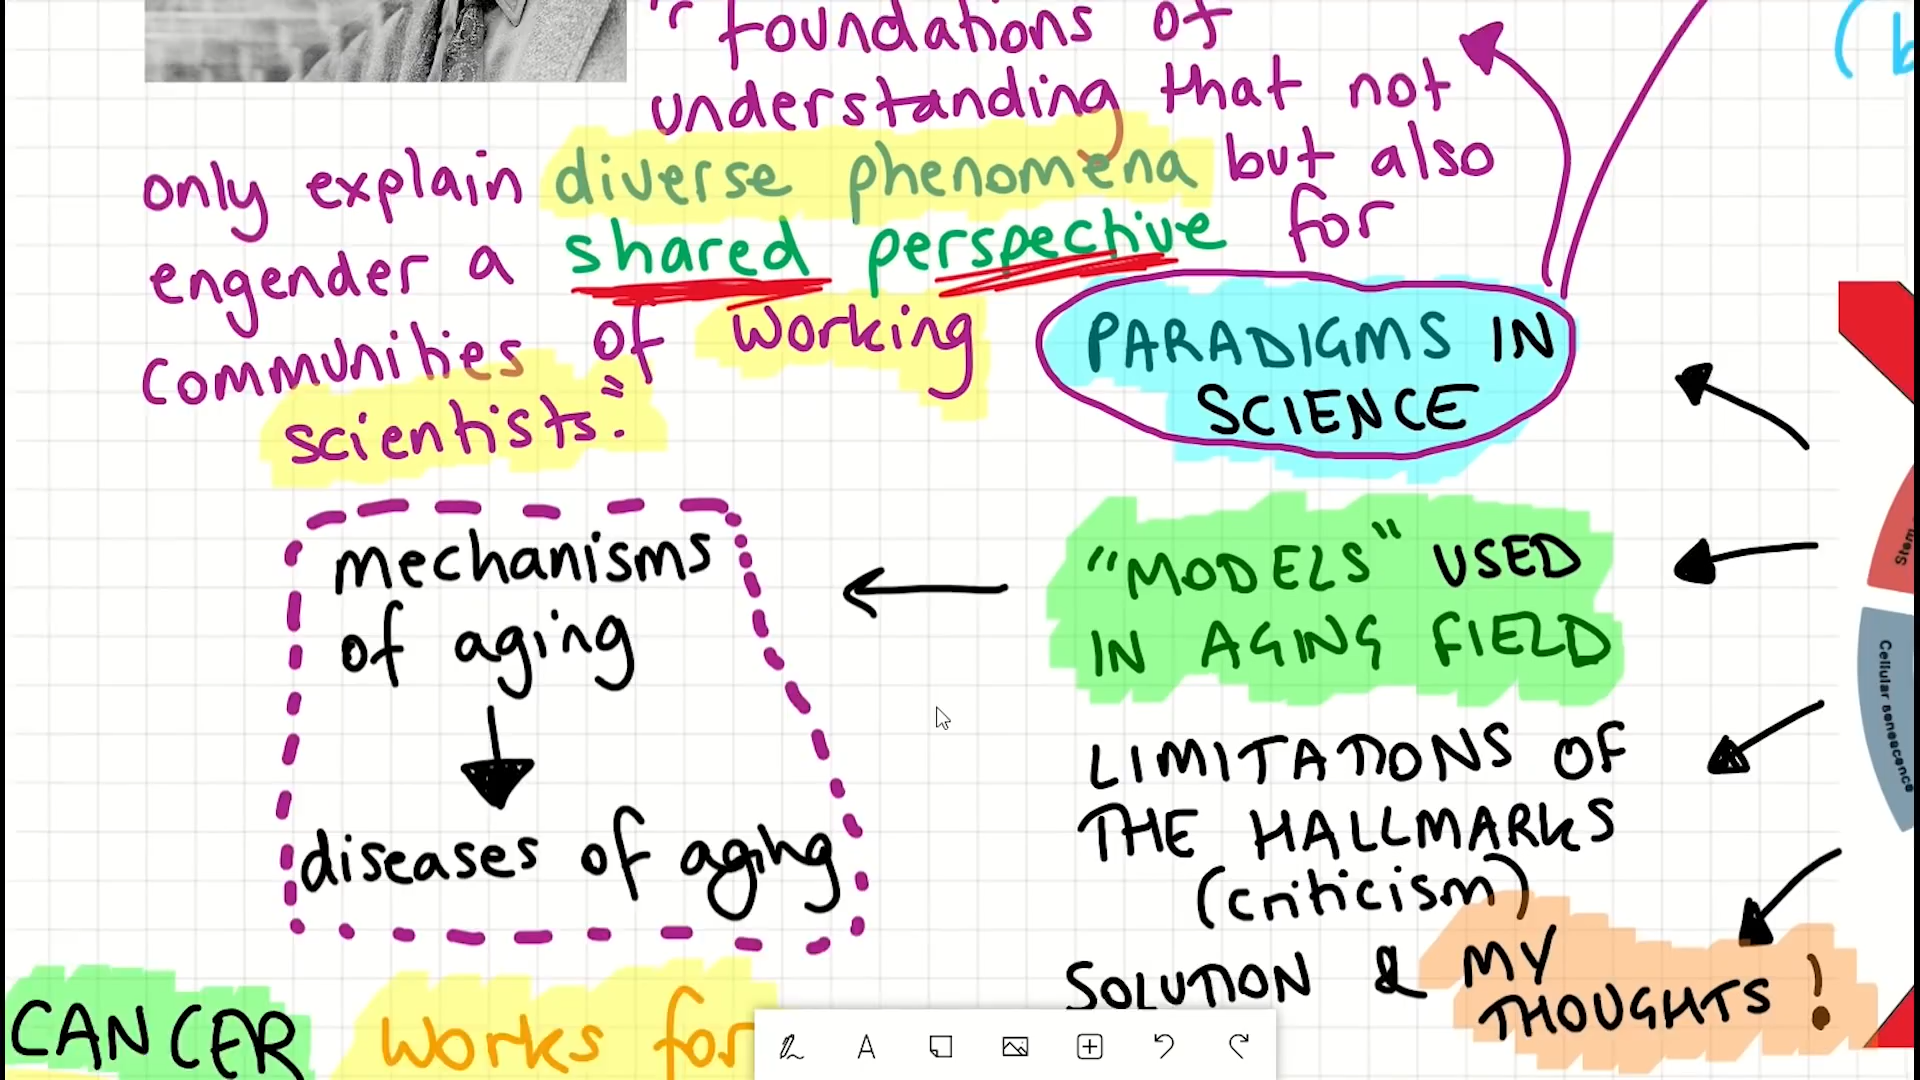 " foundations of
understanding that not
only explain diverse phenomena but also
engender a shared perspective for
communities of working
scientists."
PARADIGMS IN
SCIENCE
mechanisms
of aging
diseases of aging
"MODELS" USED
IN AGING FIELD
LIMITATIONS OF
THE HALLMARKS
(criticism)
SOLUTION & MY
THOUGHTS !
CANCER works for
(b
Stem
Cellular senescence
A